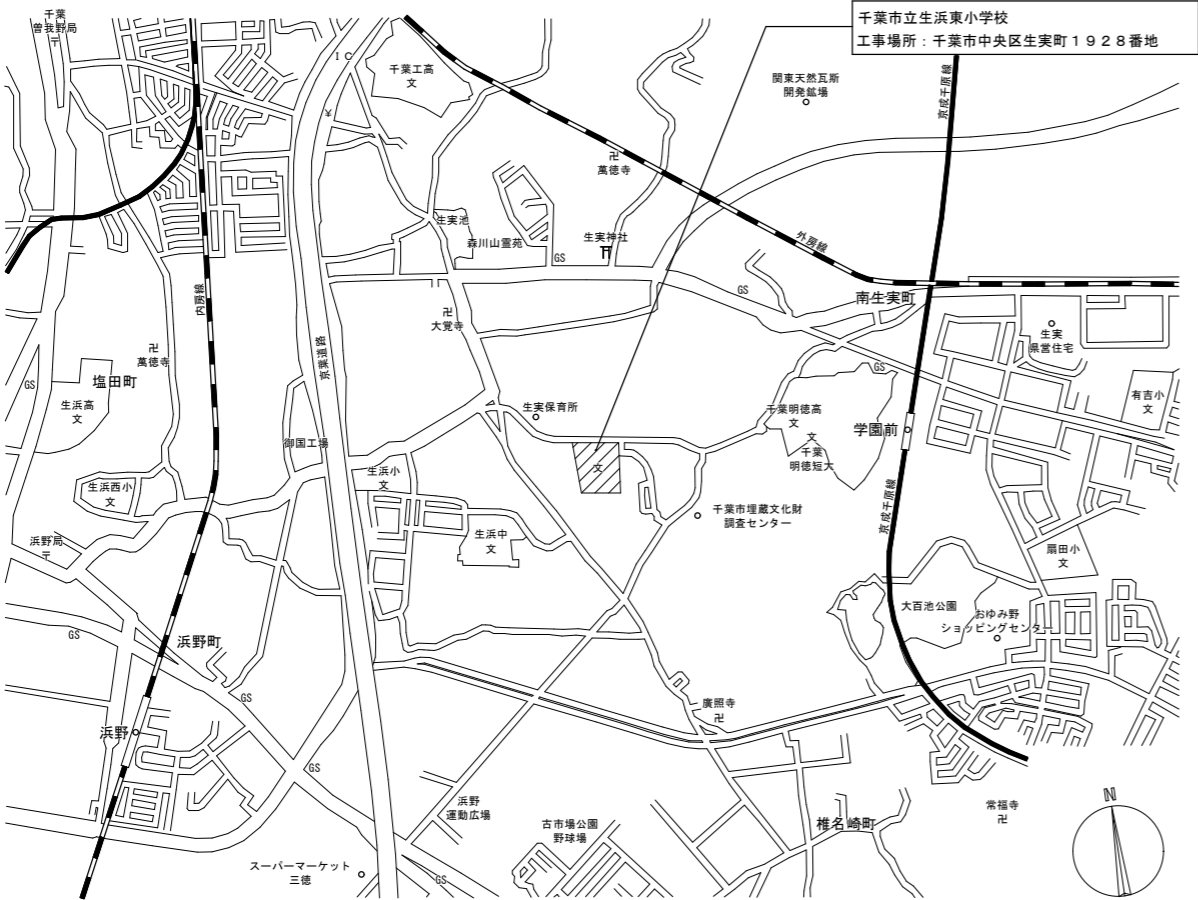 千葉市立生浜東小学校
工事場所：千葉市中央区生実町１９２８番地
千葉
曽我野局
〒
ＩＣ
千葉工高
文
関東天然瓦斯
開発鉱場
京成千原線
卍
萬徳寺
生実池
森川山霊苑
生実神社
GS
外房線
GS
南生実町
内房線
卍
大覚寺
京葉道路
生実
県営住宅
卍
萬徳寺
塩田町
GS
生浜高
文
GS
有吉小
文
生実保育所
千葉明徳高
文
千葉
明徳短大
学園前
御国工場
文
生浜小
文
生浜西小
文
千葉市埋蔵文化財
調査センター
京成千原線
生浜中
文
浜野局
〒
扇田小
文
大百池公園
おゆみ野
ショッピングセンター
GS
浜野町
GS
廣照寺
卍
浜野
GS
浜野
運動広場
古市場公園
野球場
椎名崎町
常福寺
卍
N
スーパーマーケット
三徳
GS